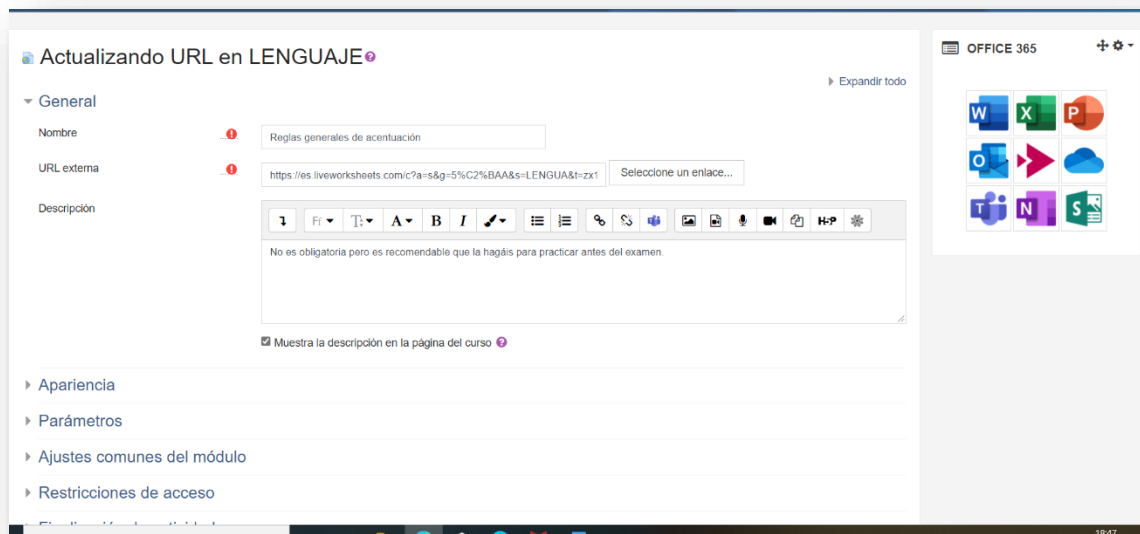 Actualizando URL en LENGUAJE
Expandir todo
General
Nombre
Reglas generales de acentuación
URL externa
https://es.liveworksheets.com/c?a=s&g=5%C2%BAA&s=LENGUA&t=zx1
Seleccione un enlace...
Descripción
No es obligatoria pero es recomendable que la hagáis para practicar antes del examen.
Muestra la descripción en la página del curso
Apariencia
Parámetros
Ajustes comunes del módulo
Restricciones de acceso
OFFICE 365
18:47